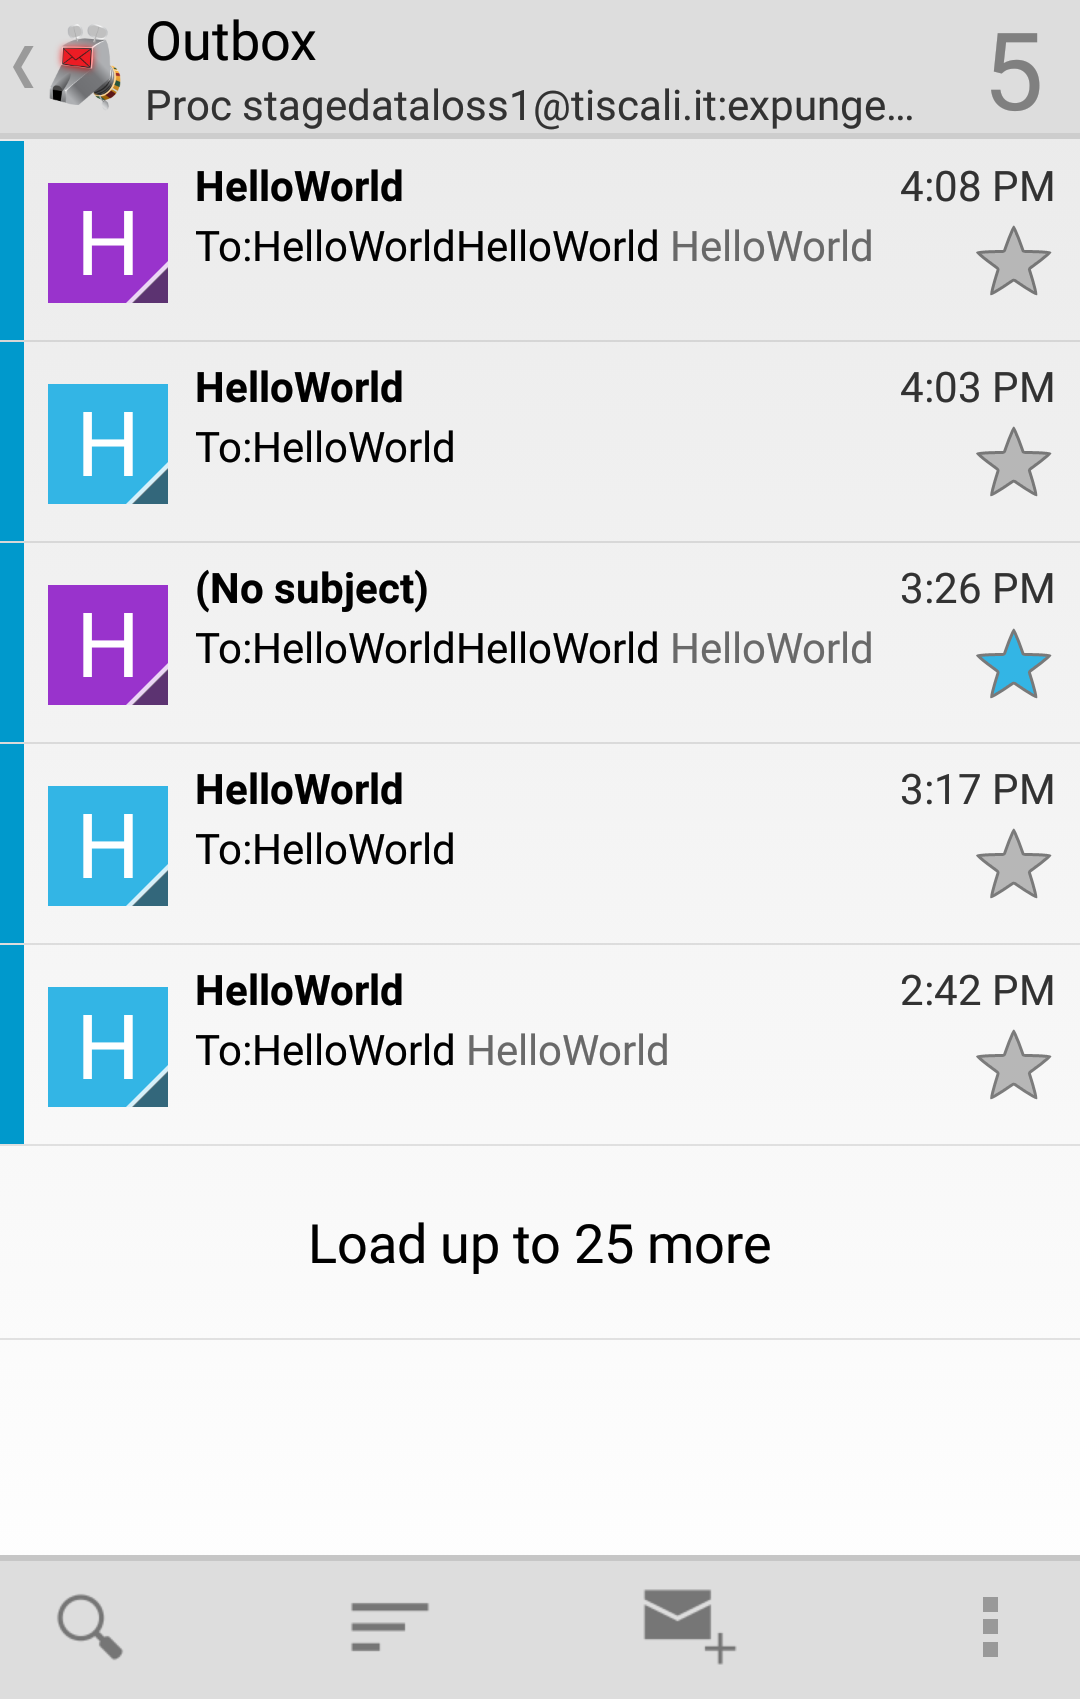 Outbox
Proc stagedataloss1@tiscali.it:expunge...
5
HelloWorld
4:08 PM
H
To:HelloWorldHelloWorld HelloWorld
HelloWorld
4:03 PM
H
To:HelloWorld
(No subject)
3:26 PM
H
To:HelloWorldHelloWorld HelloWorld
HelloWorld
3:17 PM
H
To:HelloWorld
HelloWorld
2:42 PM
H
To:HelloWorld HelloWorld
Load up to 25 more